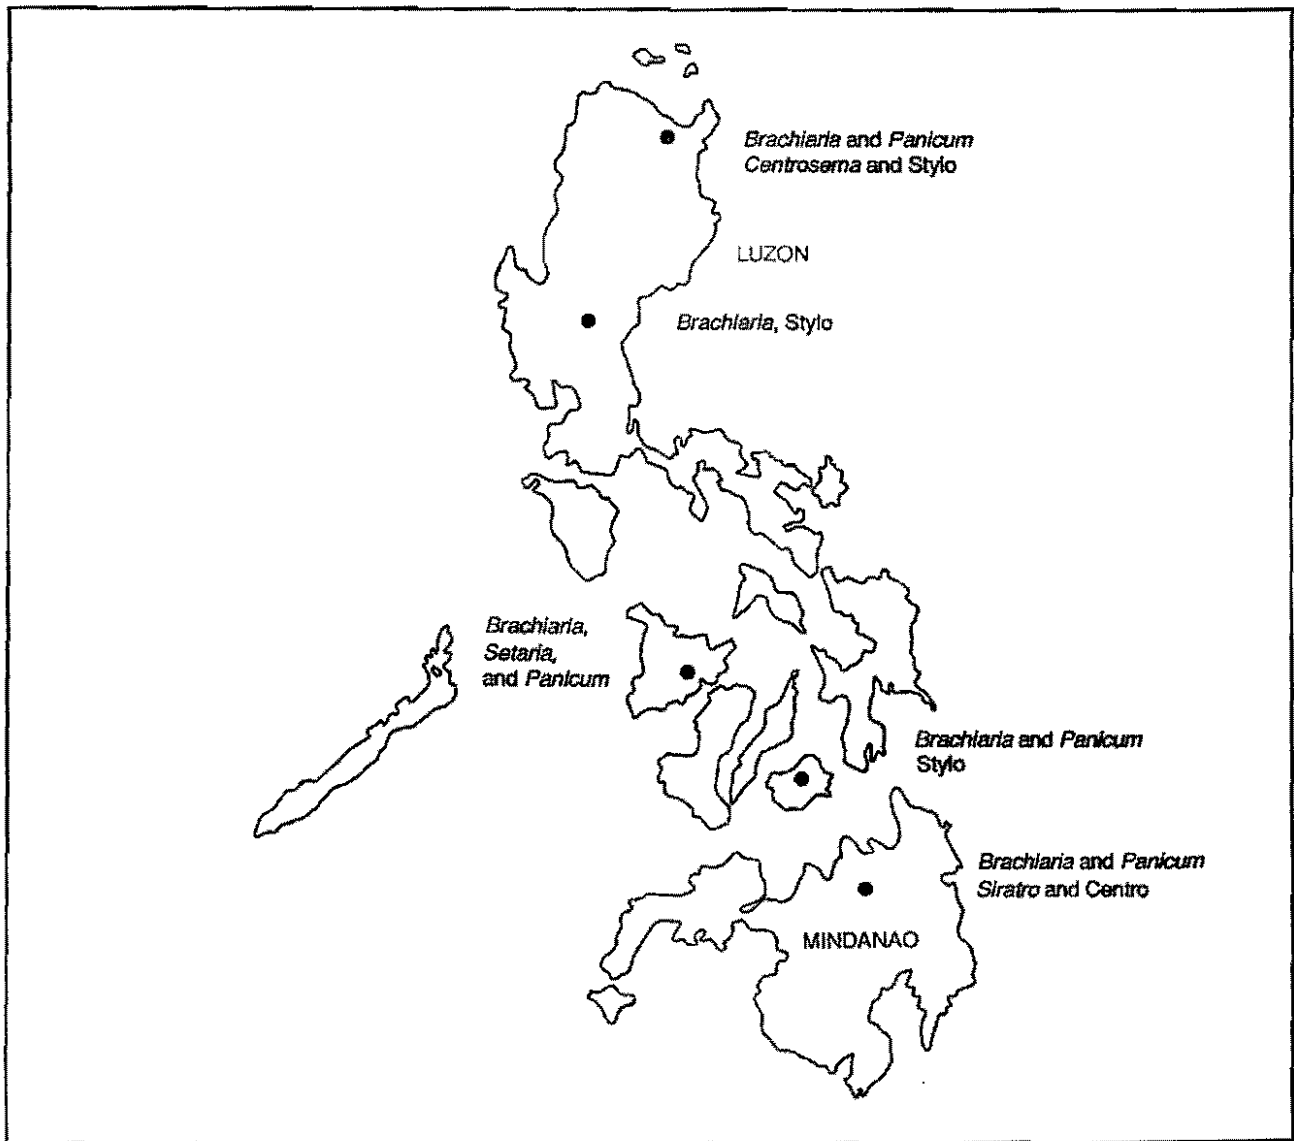 Brachiaria and Panicum
Centrosema and Stylo
LUZON
Brachiaria, Stylo
Brachiaria,
Setaria,
and Panicum
Brachiaria and Panicum
Stylo
Brachiaria and Panicum
Siratro and Centro
MINDANAO